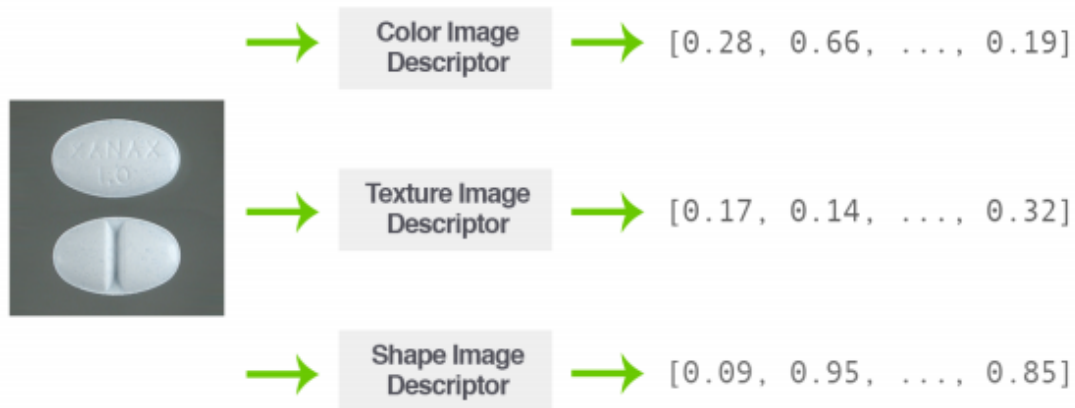 Color Image
Descriptor
[0.28, 0.66, ..., 0.19]
XANAX
1.0
Texture Image
Descriptor
[0.17, 0.14, ..., 0.32]
Shape Image
Descriptor
[0.09, 0.95, ..., 0.85]